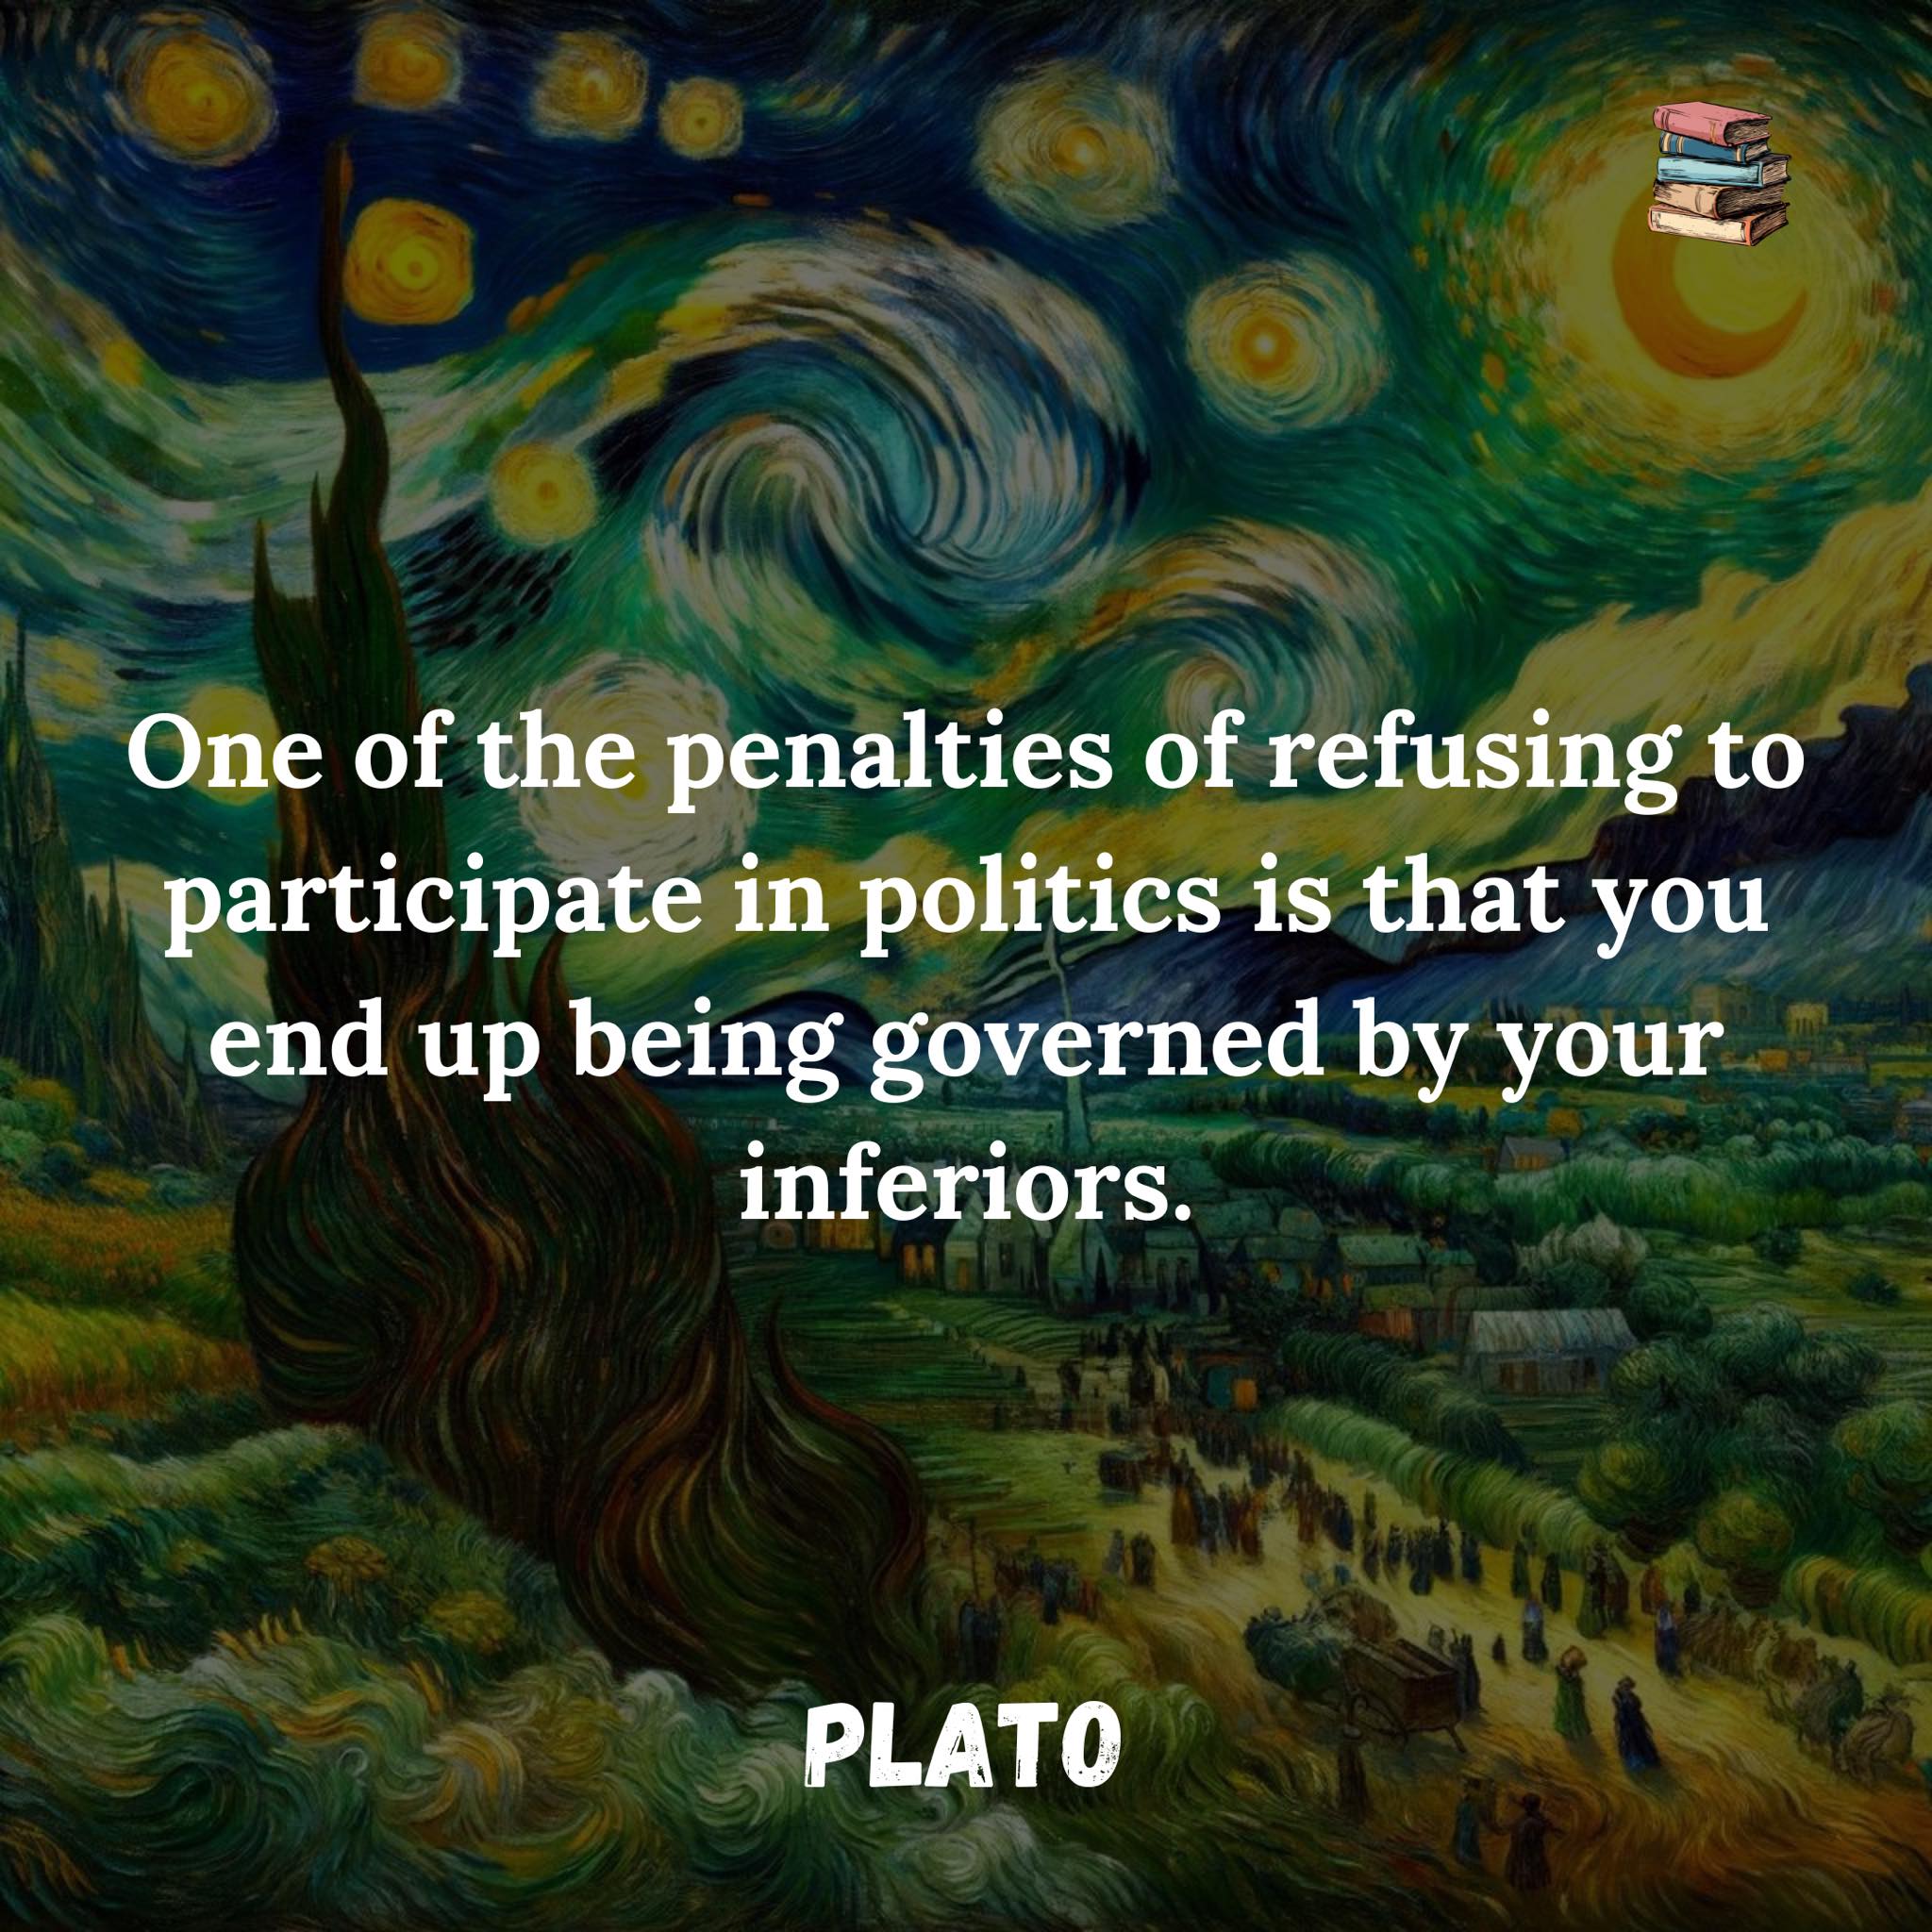 One of the penalties of refusing to
participate in politics is that you
end up being governed by your
inferiors.
PLATO